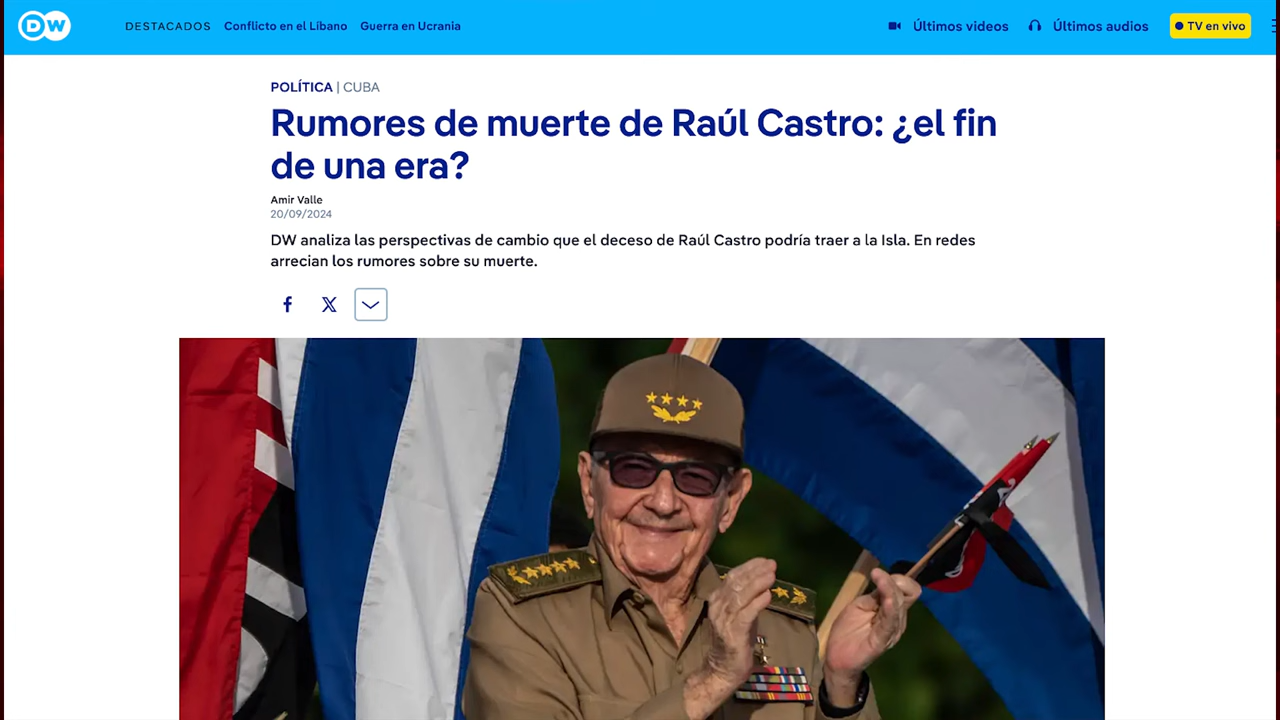 DW
DESTACADOS Conflicto en el Líbano Guerra en Ucrania Últimos videos Últimos audios TV en vivo
POLÍTICA | CUBA
Rumores de muerte de Raúl Castro: ¿el fin
de una era?
Amir Valle
20/09/2024
DW analiza las perspectivas de cambio que el deceso de Raúl Castro podría traer a la Isla. En redes
arrecian los rumores sobre su muerte.